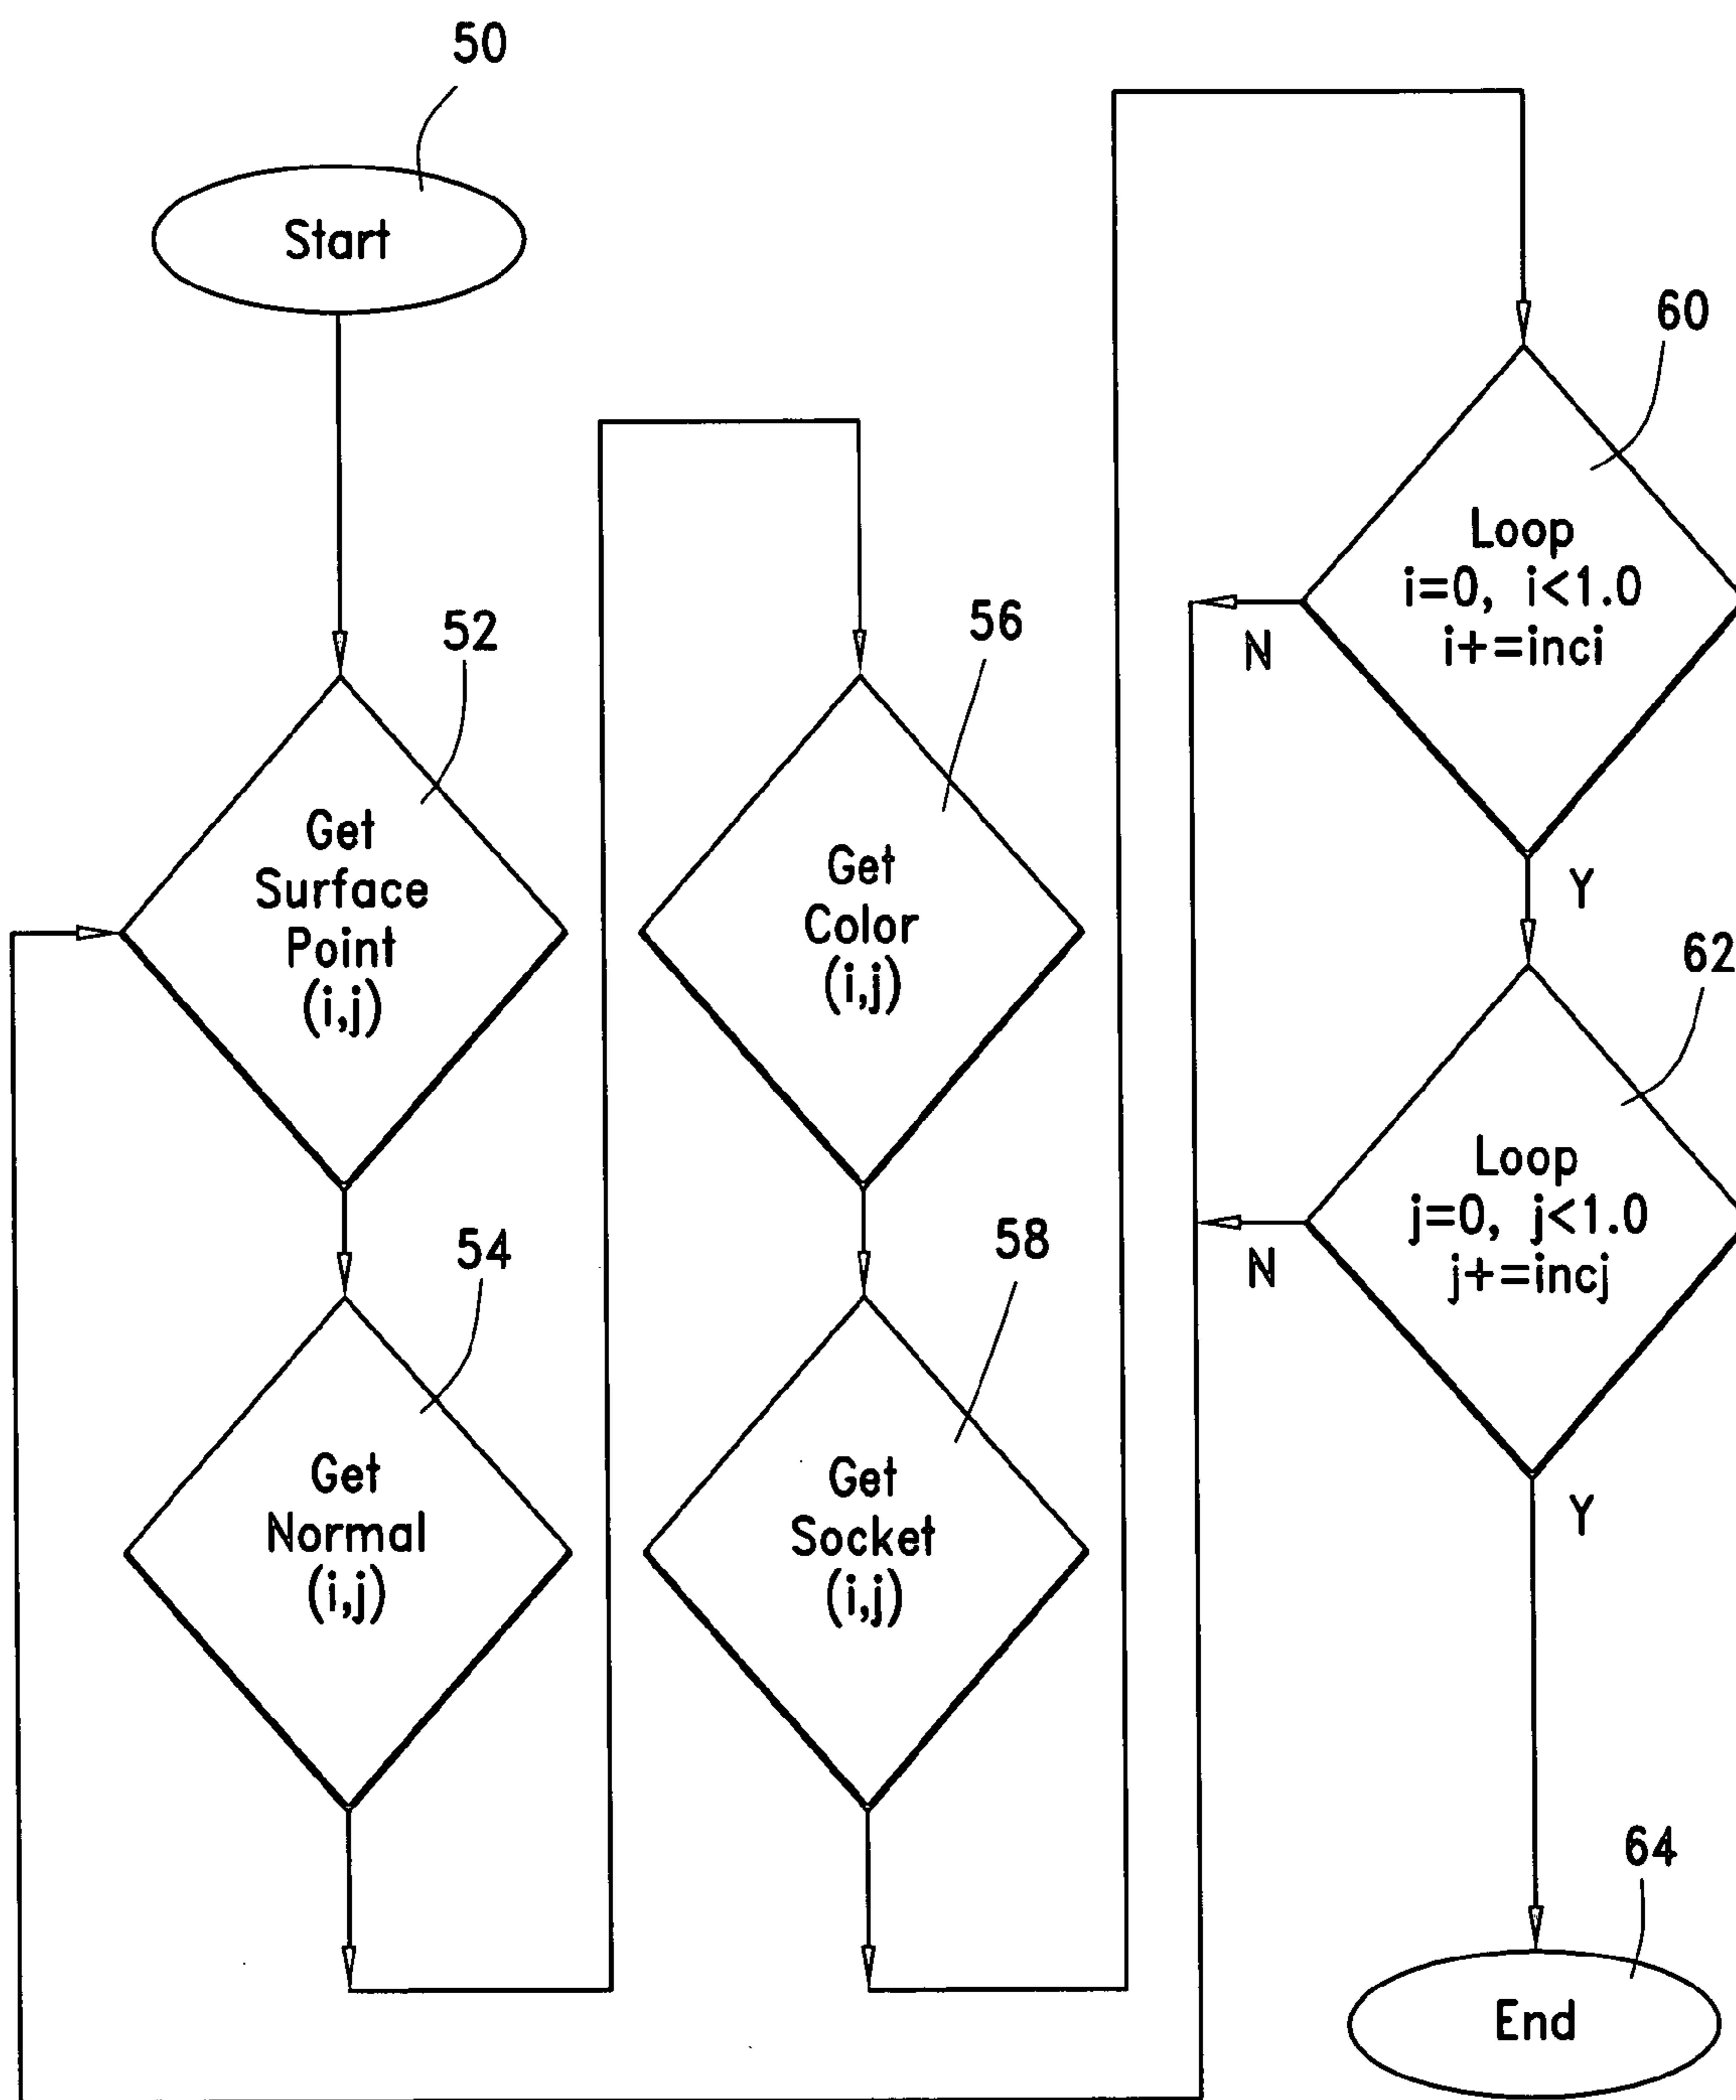 50
Start
52
Get
Surface
Point
(i,j)
54
Get
Normal
(i,j)
56
Get
Color
(i,j)
58
Get
Socket
(i,j)
60
Loop
i=0, i<1.0
i+=inci
N
Y
62
Loop
j=0, j<1.0
j+=incj
N
Y
64
End